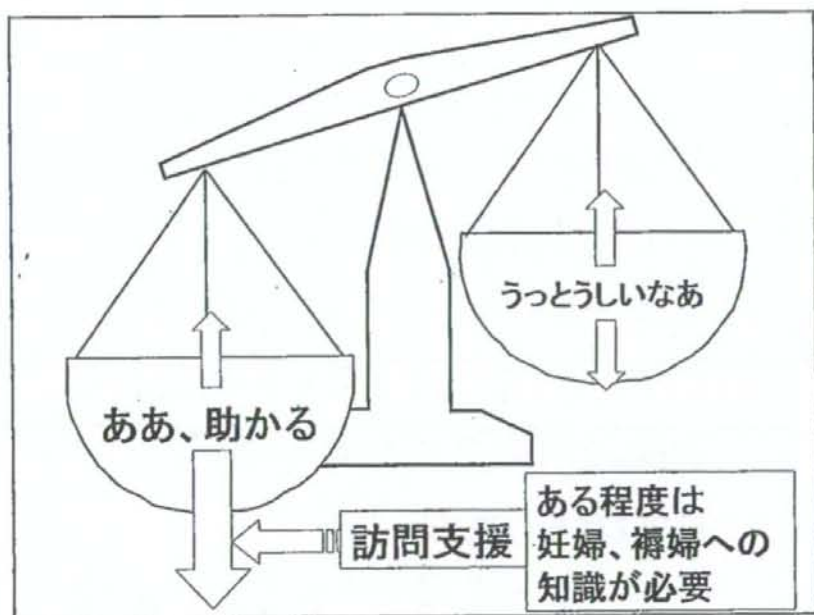 うっとうしいなあ
ああ、助かる
訪問支援
ある程度は
妊婦、褥婦への
知識が必要